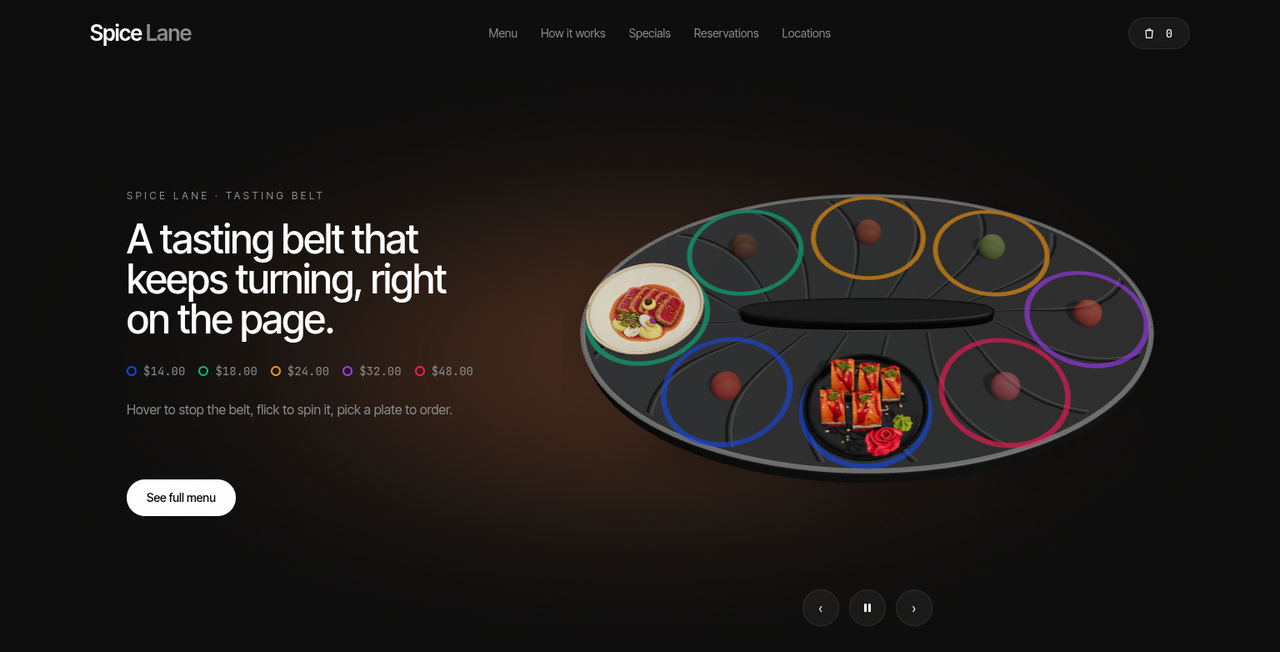 Spice Lane
Menu How it works Specials Reservations Locations
0
SPICE LANE · TASTING BELT
A tasting belt that
keeps turning, right
on the page.
$14.00 $18.00 $24.00 $32.00 $48.00
Hover to stop the belt, flick to spin it, pick a plate to order.
See full menu